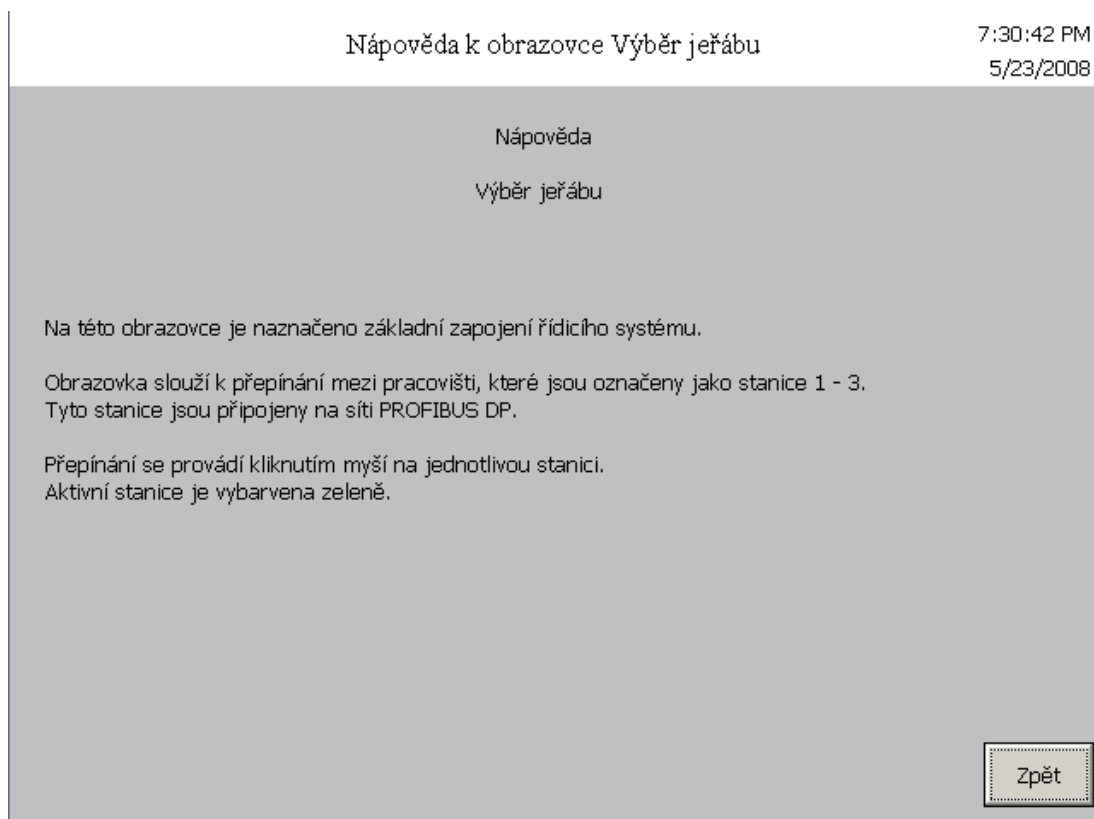 Nápověda k obrazovce Výběr jeřábu
7:30:42 PM
5/23/2008
Nápověda
Výběr jeřábu
Na této obrazovce je naznačeno základní zapojení řídicího systému.
Obrazovka slouží k přepínání mezi pracovišti, které jsou označeny jako stanice 1 - 3.
Tyto stanice jsou připojeny na síti PROFIBUS DP.
Přepínání se provádí kliknutím myší na jednotlivou stanici.
Aktivní stanice je vybarvena zeleně.
Zpět